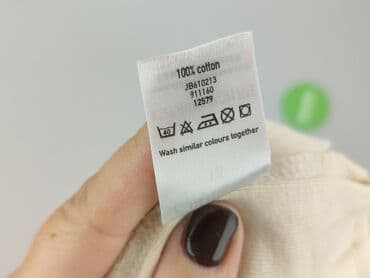 100% cotton
JB610213
911160
12579
40
Wash similar colours together